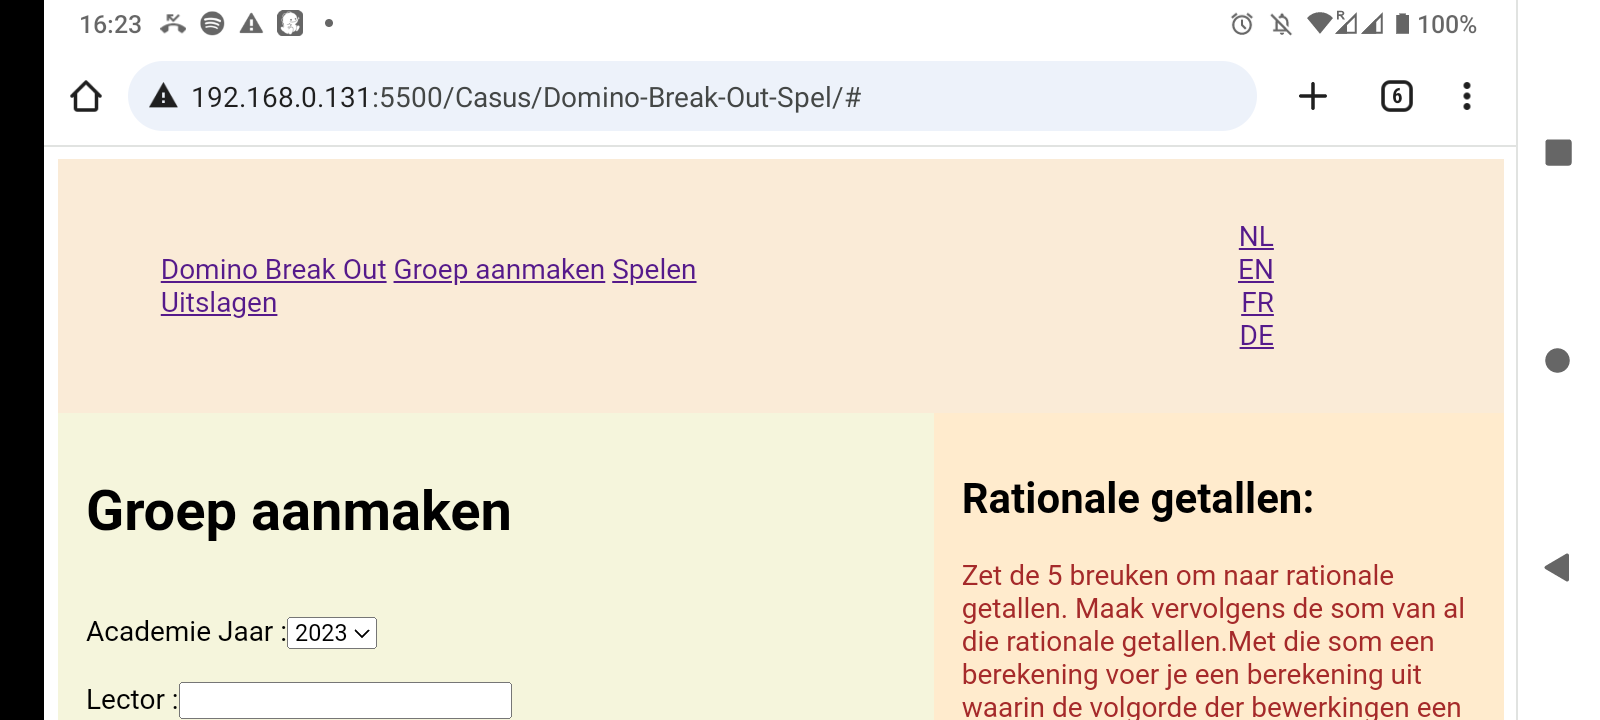 16:23
R
100%
192.168.0.131:5500/Casus/Domino-Break-Out-Spel/#
6
Domino Break Out Groep aanmaken Spelen
Uitslagen
NL
EN
FR
DE
Groep aanmaken
Academie Jaar : 2023
Lector :
Rationale getallen:
Zet de 5 breuken om naar rationale
getallen. Maak vervolgens de som van al
die rationale getallen.Met die som een
berekening voer je een berekening uit
waarin de volgorde der bewerkingen een